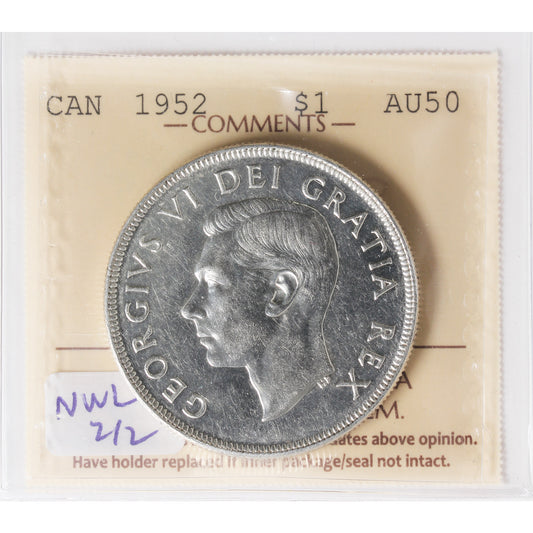 CAN 1952 $1 AU50
COMMENTS
GEORGIVS VI DEI GRATIA REX
HP
A
M.
NWL
2/2
ates above opinion.
Have holder replaced if inner package/seal not intact.